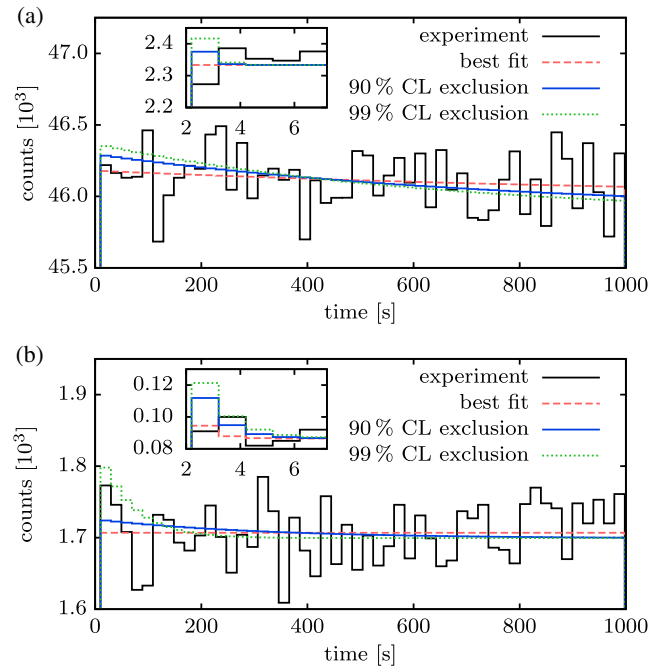 (a)
47.0
46.5
46.0
45.5
counts [10³]
2.4
2.3
2.2
2 4 6
experiment
best fit
90 % CL exclusion
99 % CL exclusion
0 200 400 600 800 1000
time [s]
(b)
1.9
1.8
1.7
1.6
counts [10³]
0.12
0.10
0.08
2 4 6
experiment
best fit
90 % CL exclusion
99 % CL exclusion
0 200 400 600 800 1000
time [s]